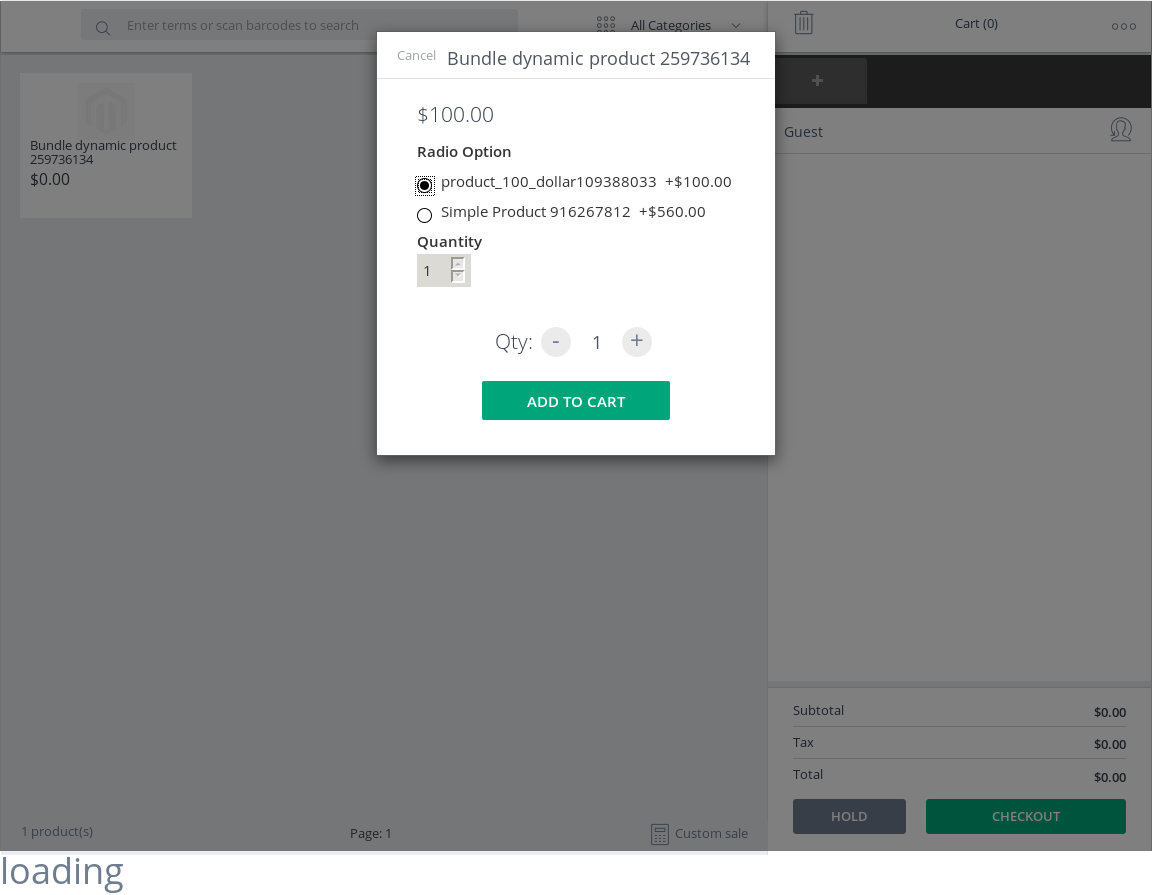 Enter terms or scan barcodes to search
All Categories
Cart (0)
Cancel
Bundle dynamic product 259736134
+
$100.00
Guest
Bundle dynamic product
259736134
$0.00
Radio Option
product_100_dollar109388033 +$100.00
Simple Product 916267812 +$560.00
Quantity
1
Qty: - 1 +
ADD TO CART
Subtotal $0.00
Tax $0.00
Total $0.00
HOLD
CHECKOUT
1 product(s)
Page: 1
Custom sale
loading